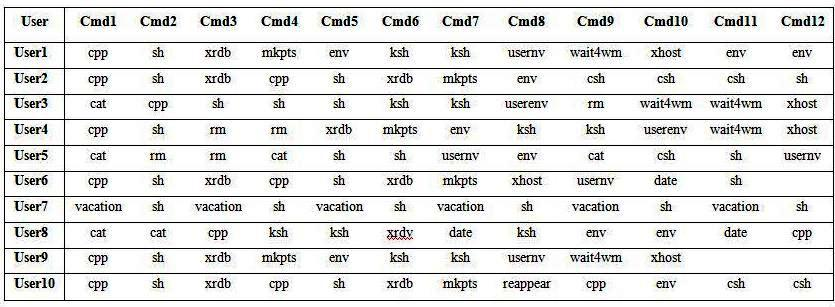 User Cmd1 Cmd2 Cmd3 Cmd4 Cmd5 Cmd6 Cmd7 Cmd8 Cmd9 Cmd10 Cmd11 Cmd12
User1 cpp sh xrdb mkpts env ksh ksh usernv wait4wm xhost env env
User2 cpp sh xrdb cpp sh xrdb mkpts env csh csh csh sh
User3 cat cpp sh sh sh ksh ksh userenv rm wait4wm wait4wm xhost
User4 cpp sh rm rm xrdb mkpts env ksh ksh userenv wait4wm xhost
User5 cat rm rm cat sh sh usernv env cat csh sh usernv
User6 cpp sh xrdb cpp sh xrdb mkpts xhost usernv date sh
User7 vacation sh vacation sh vacation sh vacation sh vacation sh vacation sh
User8 cat cat cpp ksh ksh xrdv date ksh env env date cpp
User9 cpp sh xrdb mkpts env ksh ksh usernv wait4wm xhost
User10 cpp sh xrdb cpp sh xrdb mkpts reappear cpp env csh csh